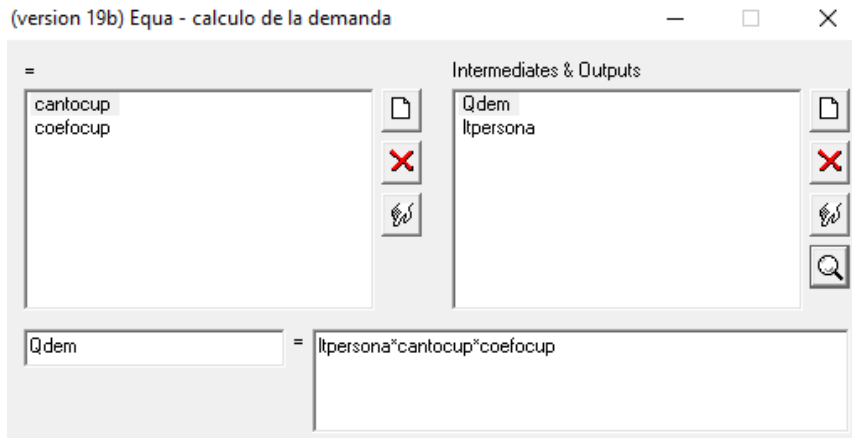 (version 19b) Equa - calculo de la demanda
=
Intermediates & Outputs
cantocup
coefocup
Qdem
ltpersona
Qdem
=
ltpersona*cantocup*coefocup